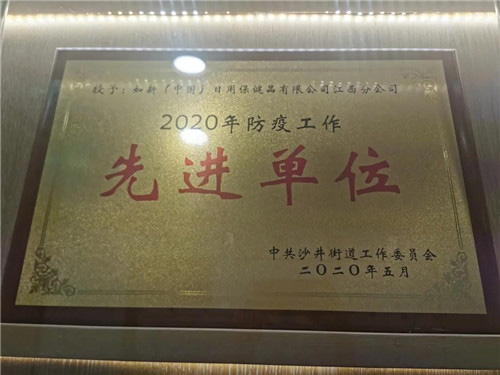 授予：如新（中国）日用保健品有限公司江西分公司
2020年防疫工作
先进单位
中共沙井街道工作委员会
二〇二〇年五月